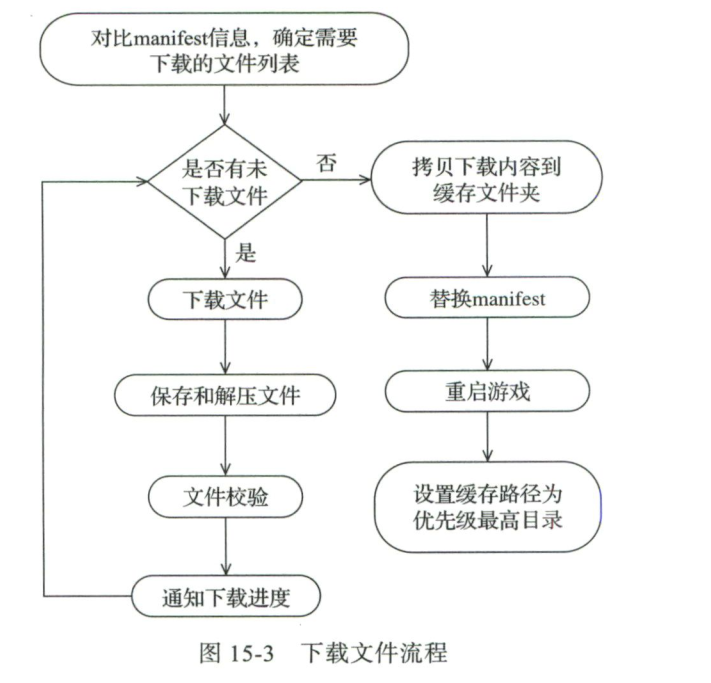 对比manifest信息，确定需要
下载的文件列表
是否有未
下载文件
否
拷贝下载内容到
缓存文件夹
是
下载文件
替换manifest
保存和解压文件
重启游戏
文件校验
设置缓存路径为
优先级最高目录
通知下载进度
图 15-3 下载文件流程